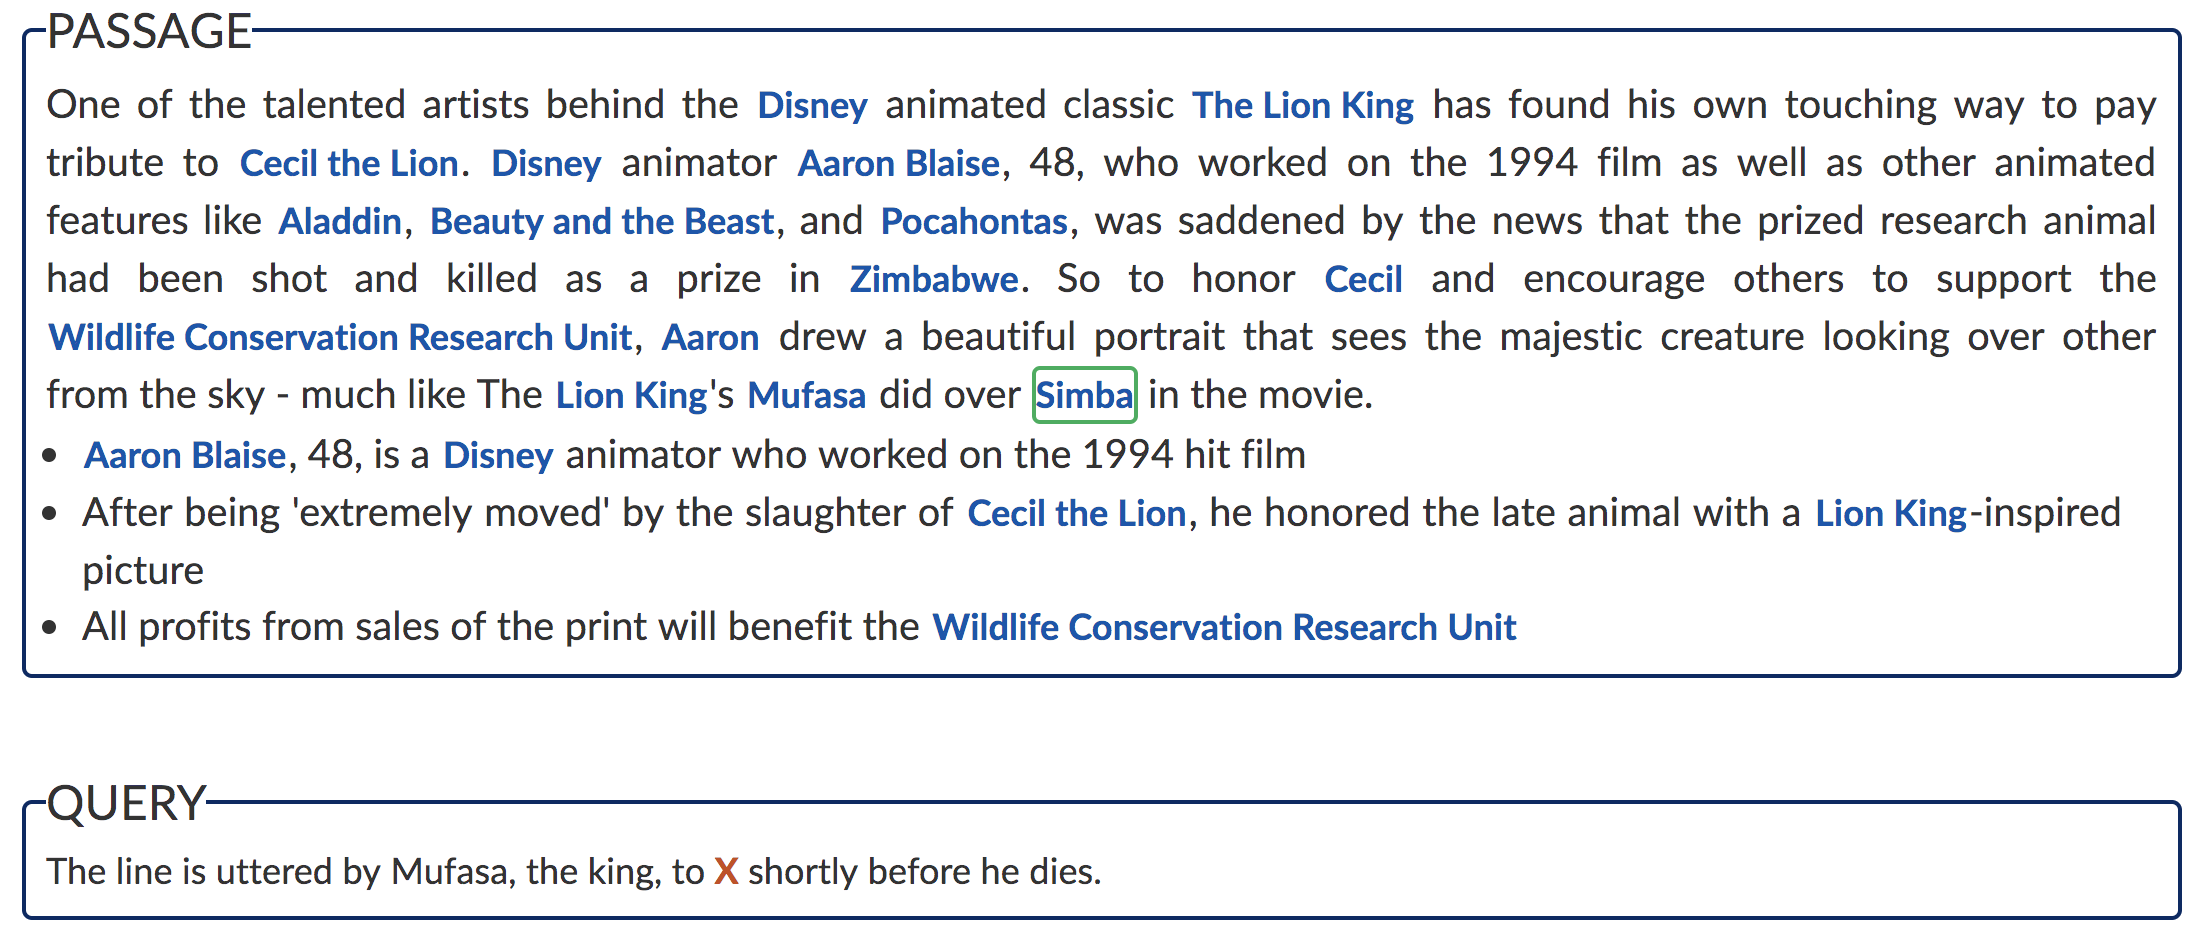 PASSAGE
One of the talented artists behind the Disney animated classic The Lion King has found his own touching way to pay
tribute to Cecil the Lion. Disney animator Aaron Blaise, 48, who worked on the 1994 film as well as other animated
features like Aladdin, Beauty and the Beast, and Pocahontas, was saddened by the news that the prized research animal
had been shot and killed as a prize in Zimbabwe. So to honor Cecil and encourage others to support the
Wildlife Conservation Research Unit, Aaron drew a beautiful portrait that sees the majestic creature looking over other
from the sky - much like The Lion King's Mufasa did over Simba in the movie.
• Aaron Blaise, 48, is a Disney animator who worked on the 1994 hit film
• After being 'extremely moved' by the slaughter of Cecil the Lion, he honored the late animal with a Lion King-inspired
picture
• All profits from sales of the print will benefit the Wildlife Conservation Research Unit
QUERY
The line is uttered by Mufasa, the king, to X shortly before he dies.